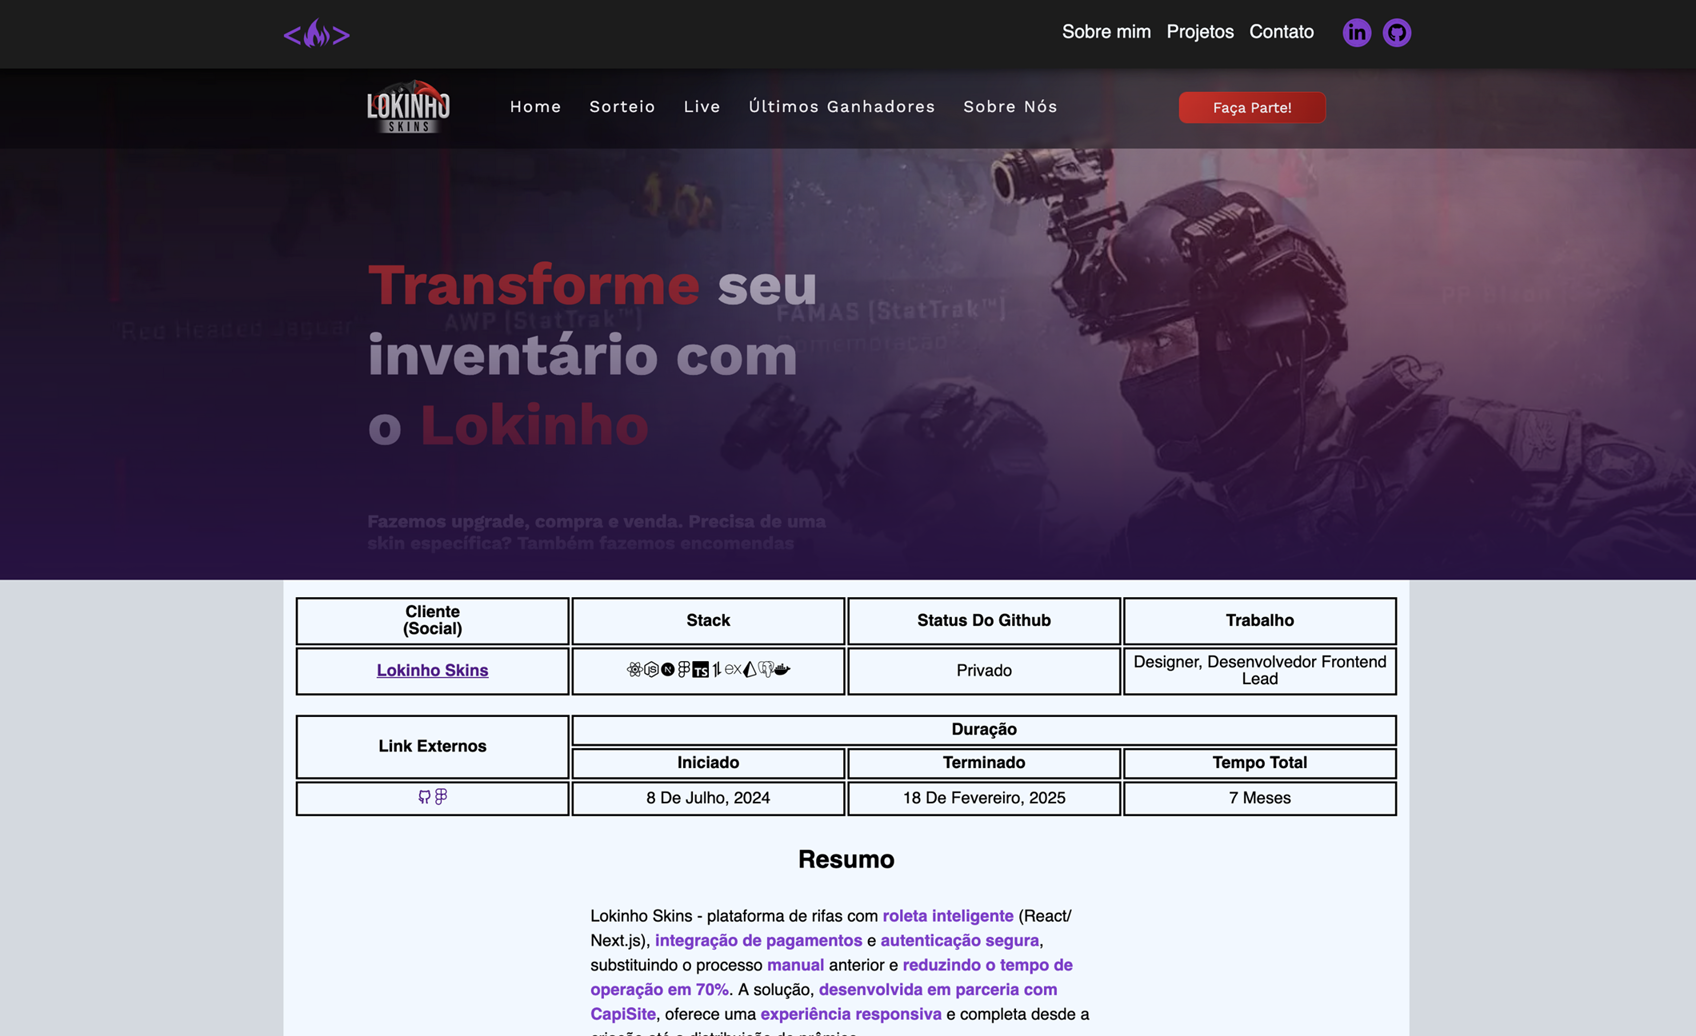 Sobre mim Projetos Contato in
LOKINHO
SKINS
Home Sorteio Live Últimos Ganhadores Sobre Nós Faça Parte!
Transforme seu
inventário com
o Lokinho
Red Headed Jaguar
AWP [StatTrak™]
FAMAS [StatTrak™]
Fazemos upgrade, compra e venda. Precisa de uma
skin específica? Também fazemos encomendas
Cliente
(Social)
Stack
Status Do Github
Trabalho
Lokinho Skins
JS N TS ex
Privado
Designer, Desenvolvedor Frontend
Lead
Link Externos
Duração
Iniciado
Terminado
Tempo Total
8 De Julho, 2024
18 De Fevereiro, 2025
7 Meses
Resumo
Lokinho Skins - plataforma de rifas com roleta inteligente (React/
Next.js), integração de pagamentos e autenticação segura,
substituindo o processo manual anterior e reduzindo o tempo de
operação em 70%. A solução, desenvolvida em parceria com
CapiSite, oferece uma experiência responsiva e completa desde a